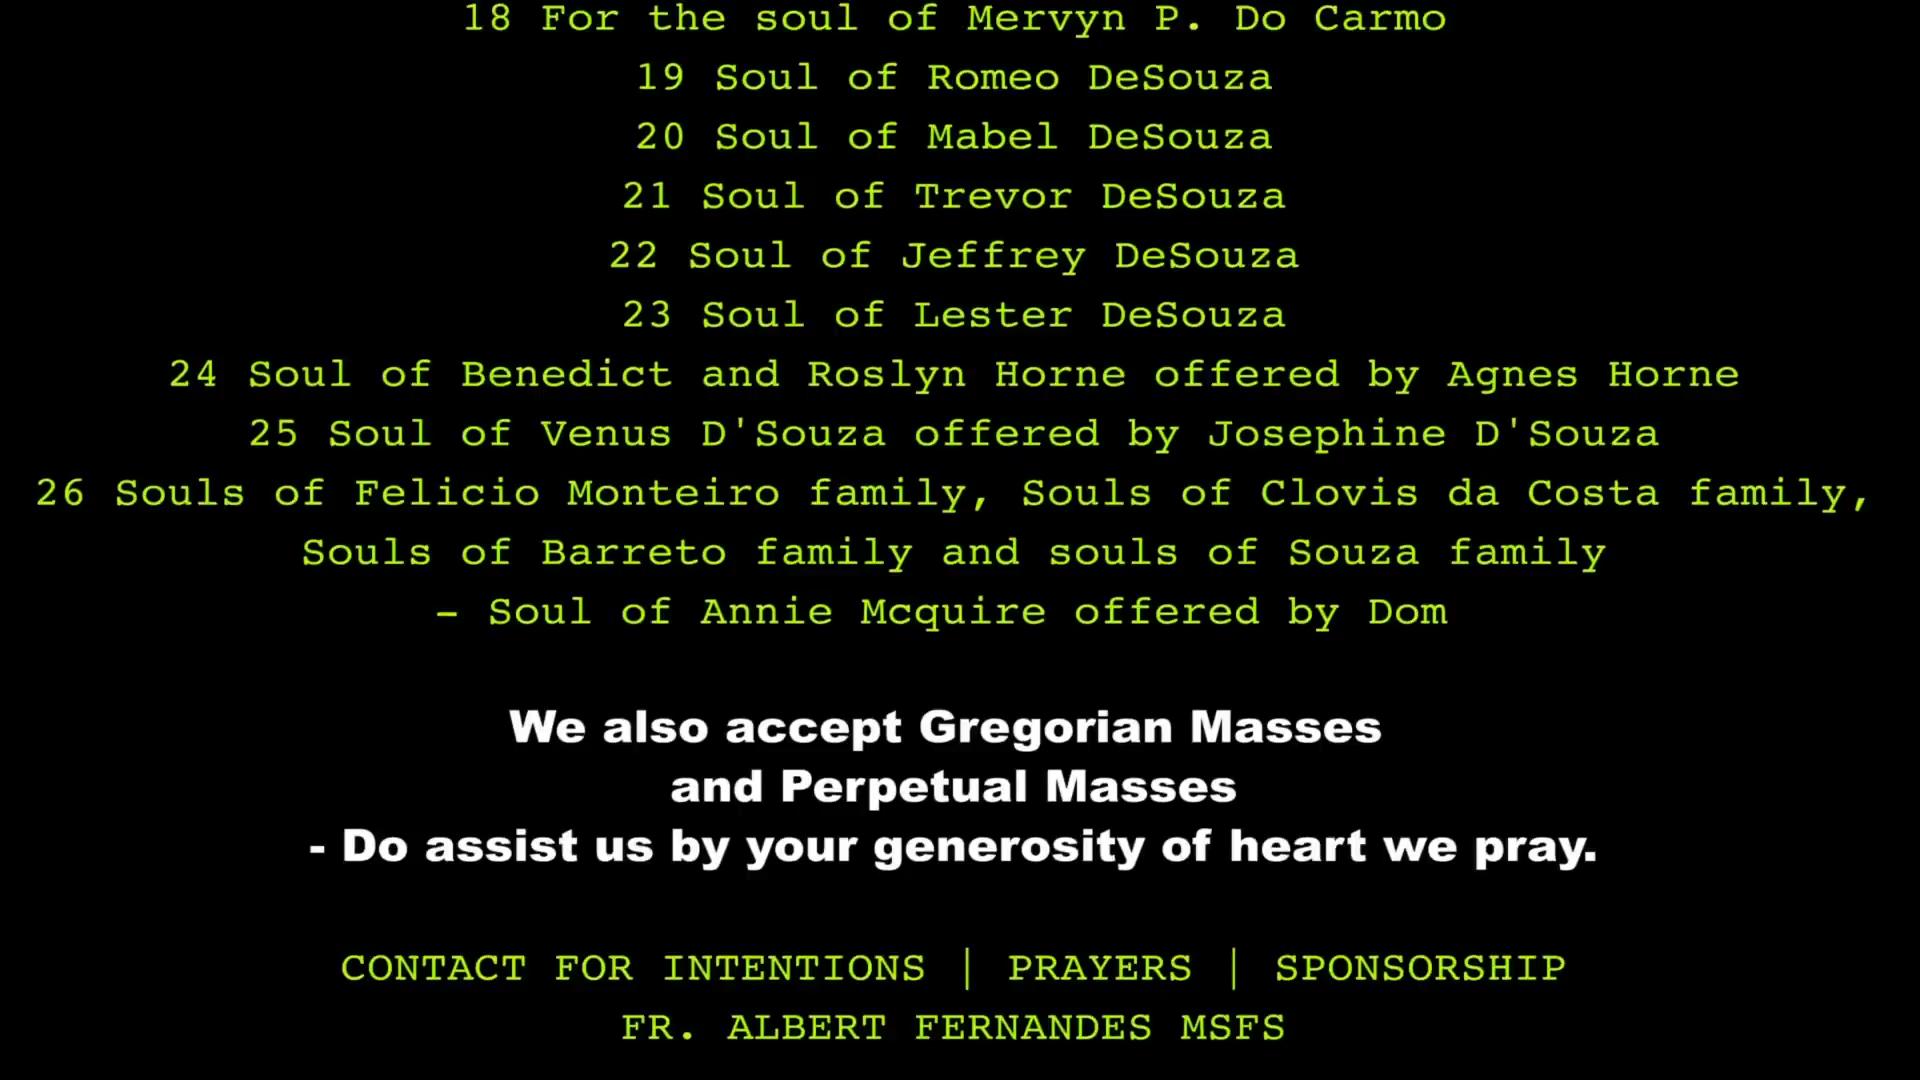 18 For the soul of Mervyn P. Do Carmo
19 Soul of Romeo DeSouza
20 Soul of Mabel DeSouza
21 Soul of Trevor DeSouza
22 Soul of Jeffrey DeSouza
23 Soul of Lester DeSouza
24 Soul of Benedict and Roslyn Horne offered by Agnes Horne
25 Soul of Venus D'Souza offered by Josephine D'Souza
26 Souls of Felicio Monteiro family, Souls of Clovis da Costa family,
Souls of Barreto family and souls of Souza family
– Soul of Annie Mcquire offered by Dom
We also accept Gregorian Masses
and Perpetual Masses
- Do assist us by your generosity of heart we pray.
CONTACT FOR INTENTIONS | PRAYERS | SPONSORSHIP
FR. ALBERT FERNANDES MSFS